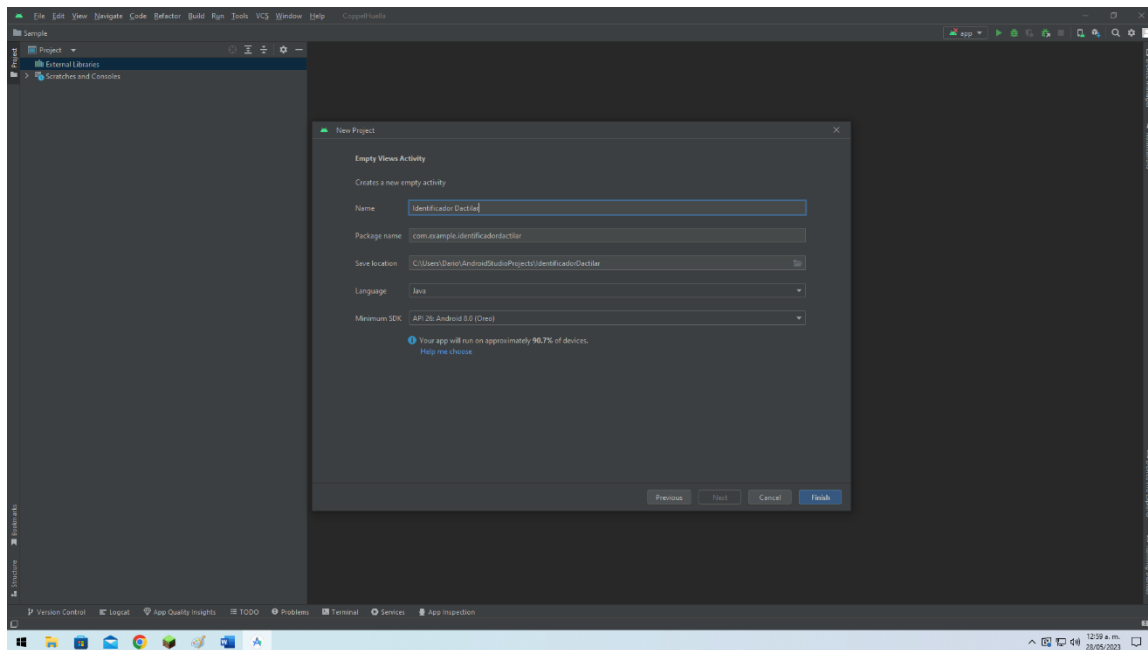 File Edit View Navigate Code Refactor Build Run Tools VCS Window Help CoppelHuella
Sample
app
Project
Project
External Libraries
Scratches and Consoles
New Project
Empty Views Activity
Creates a new empty activity
Name Identificador Dactilar
Package name com.example.identificadordactilar
Save location C:\Users\Dario\AndroidStudioProjects\IdentificadorDactilar
Language Java
Minimum SDK API 26: Android 8.0 (Oreo)
Your app will run on approximately 90.7% of devices.
Help me choose
Previous Next Cancel Finish
Bookmarks
Structure
Version Control Logcat App Quality Insights TODO Problems Terminal Services App Inspection
12:59 a. m.
28/05/2023